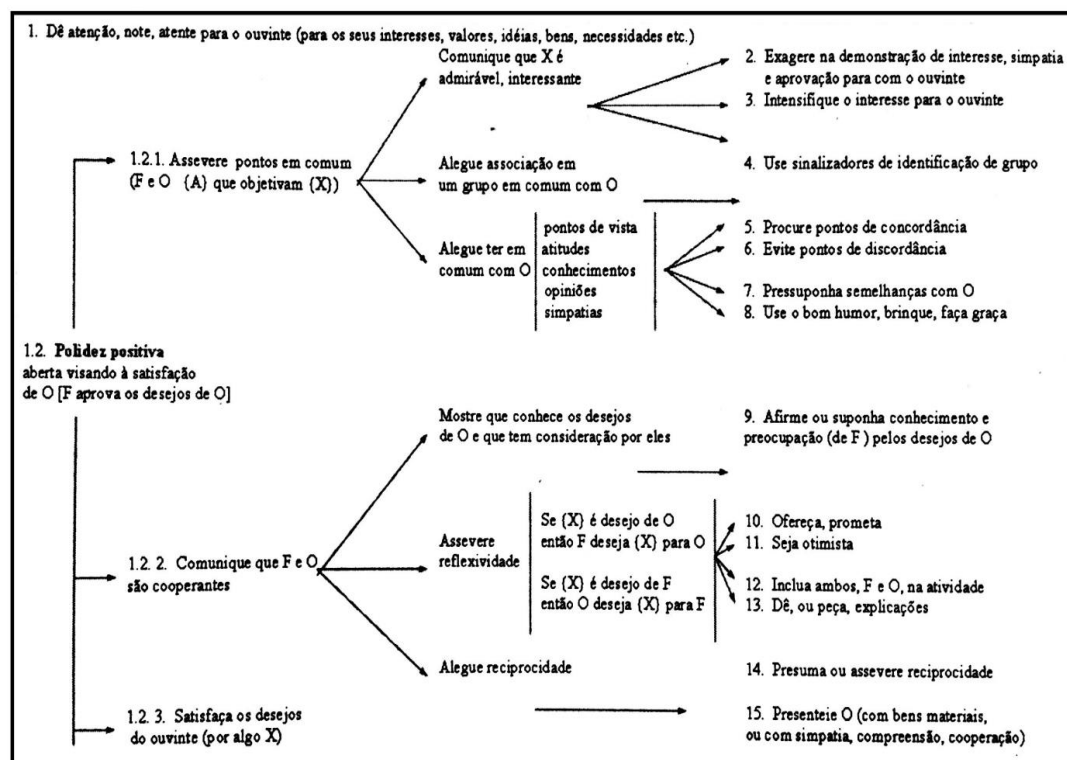 1. Dê atenção, note, atente para o ouvinte (para os seus interesses, valores, idéias, bens, necessidades etc.)
Comunique que X é
admirável, interessante
2. Exagere na demonstração de interesse, simpatia
e aprovação para com o ouvinte
3. Intensifique o interesse para o ouvinte
1.2.1. Assevere pontos em comum
(F e O {A} que objetivam {X})
Alegue associação em
um grupo em comum com O
4. Use sinalizadores de identificação de grupo
Alegue ter em
comum com O
pontos de vista
atitudes
conhecimentos
opiniões
simpatias
5. Procure pontos de concordância
6. Evite pontos de discordância
7. Pressuponha semelhanças com O
8. Use o bom humor, brinque, faça graça
1.2. Polidez positiva
aberta visando à satisfação
de O [F aprova os desejos de O]
Mostre que conhece os desejos
de O e que tem consideração por eles
9. Afirme ou suponha conhecimento e
preocupação (de F ) pelos desejos de O
1.2. 2. Comunique que F e O
são cooperantes
Assevere
reflexividade
Se {X} é desejo de O
então F deseja {X} para O
Se {X} é desejo de F
então O deseja {X} para F
10. Ofereça, prometa
11. Seja otimista
12. Inclua ambos, F e O, na atividade
13. Dê, ou peça, explicações
Alegue reciprocidade
14. Presuma ou assevere reciprocidade
1.2. 3. Satisfaça os desejos
do ouvinte (por algo X)
15. Presenteie O (com bens materiais,
ou com simpatia, compreensão, cooperação)